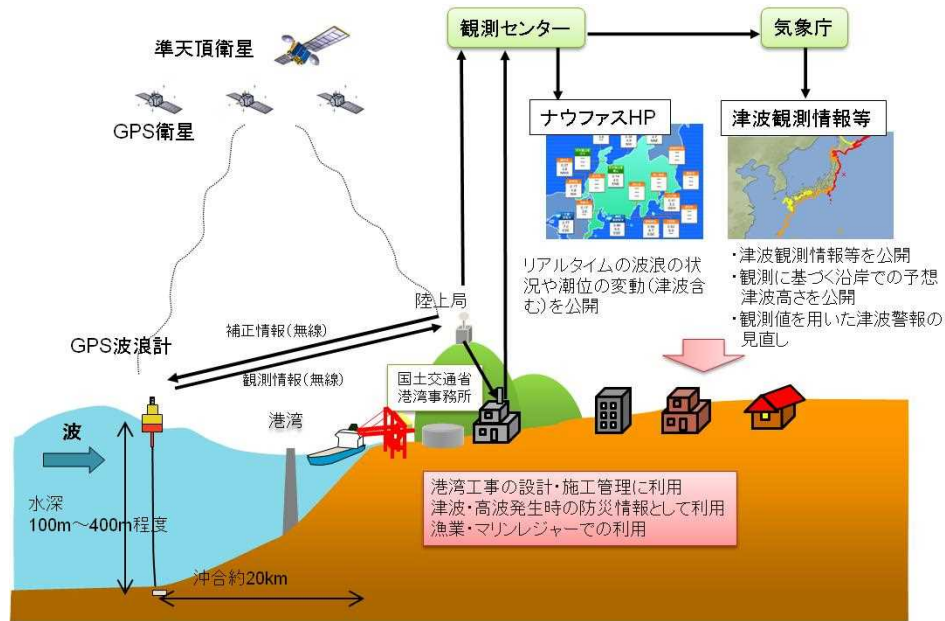 観測センター
気象庁
準天頂衛星
GPS衛星
ナウファスHP
津波観測情報等
リアルタイムの波浪の状
況や潮位の変動(津波含
む)を公開
・津波観測情報等を公開
・観測に基づく沿岸での予想
津波高さを公開
・観測値を用いた津波警報の
見直し
陸上局
補正情報(無線)
GPS波浪計
観測情報(無線)
国土交通省
港湾事務所
港湾
波
水深
100m~400m程度
沖合約20km
港湾工事の設計・施工管理に利用
津波・高波発生時の防災情報として利用
漁業・マリンレジャーでの利用